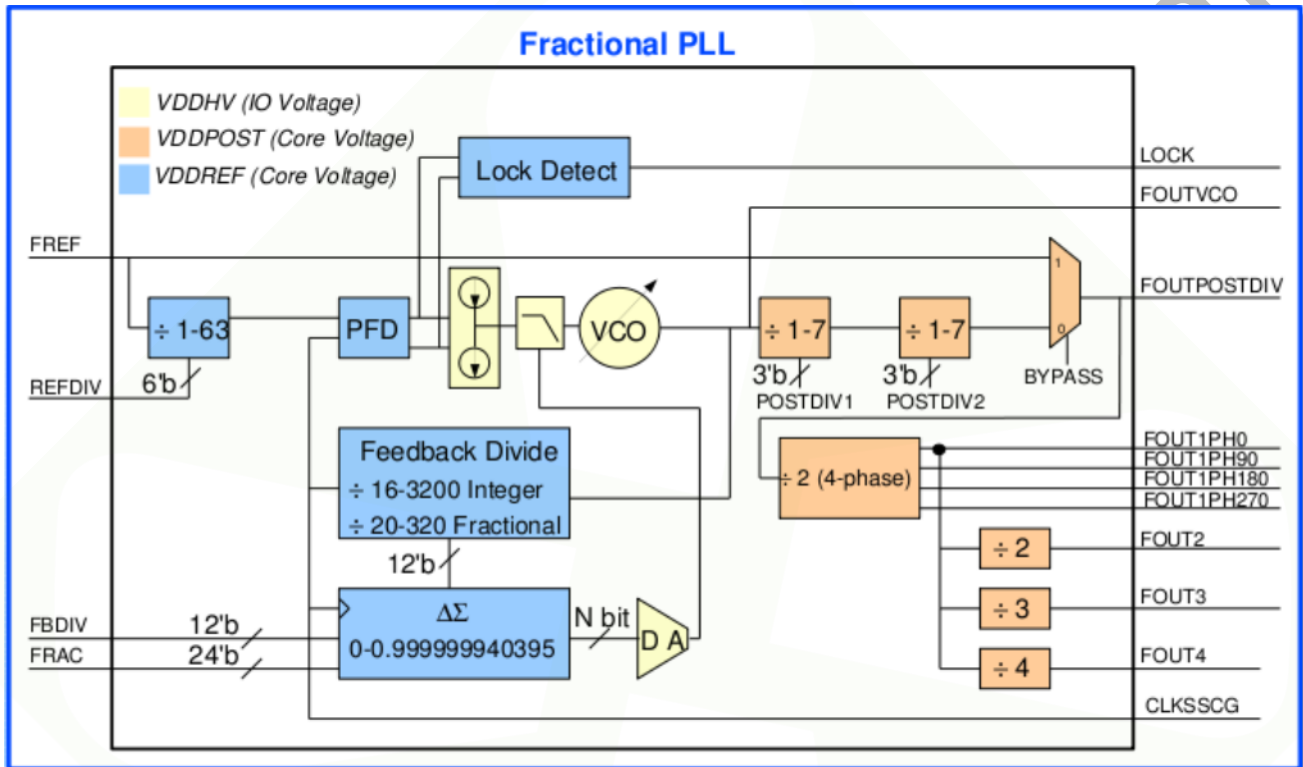 Fractional PLL
VDDHV (IO Voltage)
VDDPOST (Core Voltage)
VDDREF (Core Voltage)
Lock Detect
LOCK
FOUTVCO
FREF
1
FOUTPOSTDIV
÷ 1-63
PFD
VCO
÷ 1-7
÷ 1-7
0
BYPASS
REFDIV
6'b
3'b
POSTDIV1
3'b
POSTDIV2
Feedback Divide
÷ 16-3200 Integer
÷ 20-320 Fractional
÷ 2 (4-phase)
FOUT1PH0
FOUT1PH90
FOUT1PH180
FOUT1PH270
÷ 2
FOUT2
12'b
ΔΣ
0-0.999999940395
N bit
D A
÷ 3
FOUT3
FBDIV
12'b
FRAC
24'b
÷ 4
FOUT4
CLKSSCG